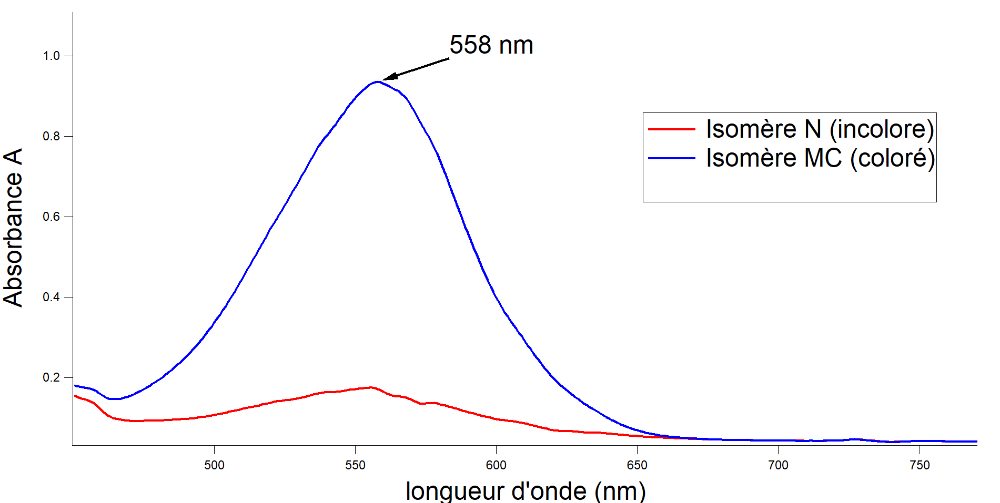 558 nm
1.0
0.8
0.6
0.4
0.2
Absorbance A
Isomère N (incolore)
Isomère MC (coloré)
500 550 600 650 700 750
longueur d'onde (nm)